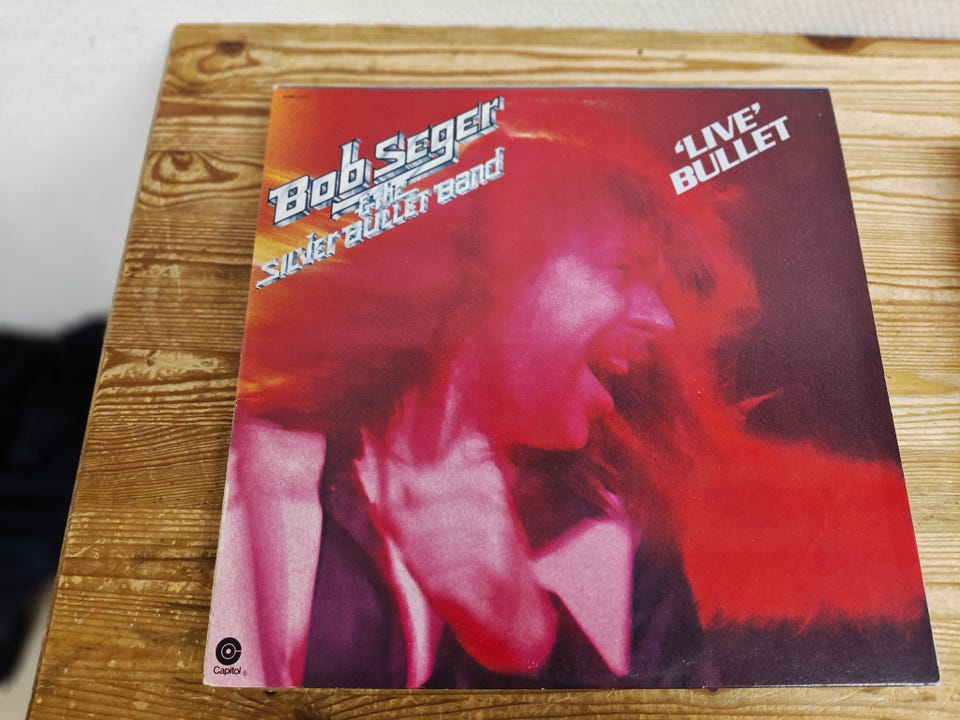 Bob Seger
& the
Silver Bullet Band
'LIVE'
BULLET
Capitol